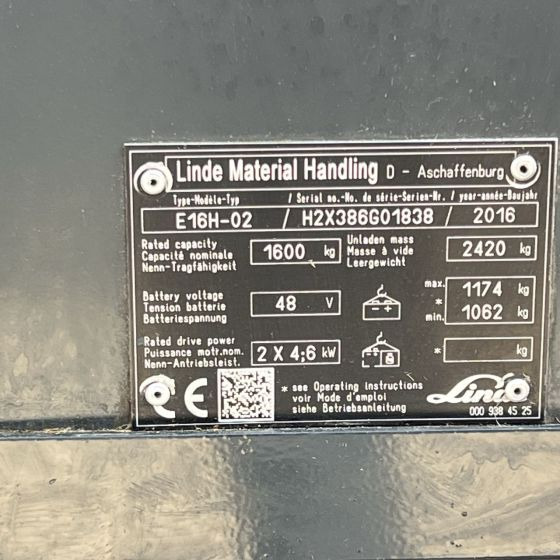 Linde Material Handling D - Aschaffenburg
Type-Modèle-Typ / Serial no.-No. de série-Serien-Nr. / year-année-Baujahr
E16H-02 / H2X386G01838 / 2016
Rated capacity
Capacité nominale
Nenn-Tragfähigkeit
1600 kg
Unladen mass
Masse à vide
Leergewicht
2420 kg
Battery voltage
Tension batterie
Batteriespannung
48 V
max. 1174 kg
*
min. 1062 kg
Rated drive power
Puissance motr.nom.
Nenn-Antriebsleist.
2 X 4;6 kW
* kg
CE
* see Operating Instructions
voir Mode d'emploi
siehe Betriebsanleitung
Linde
000 938 45 25